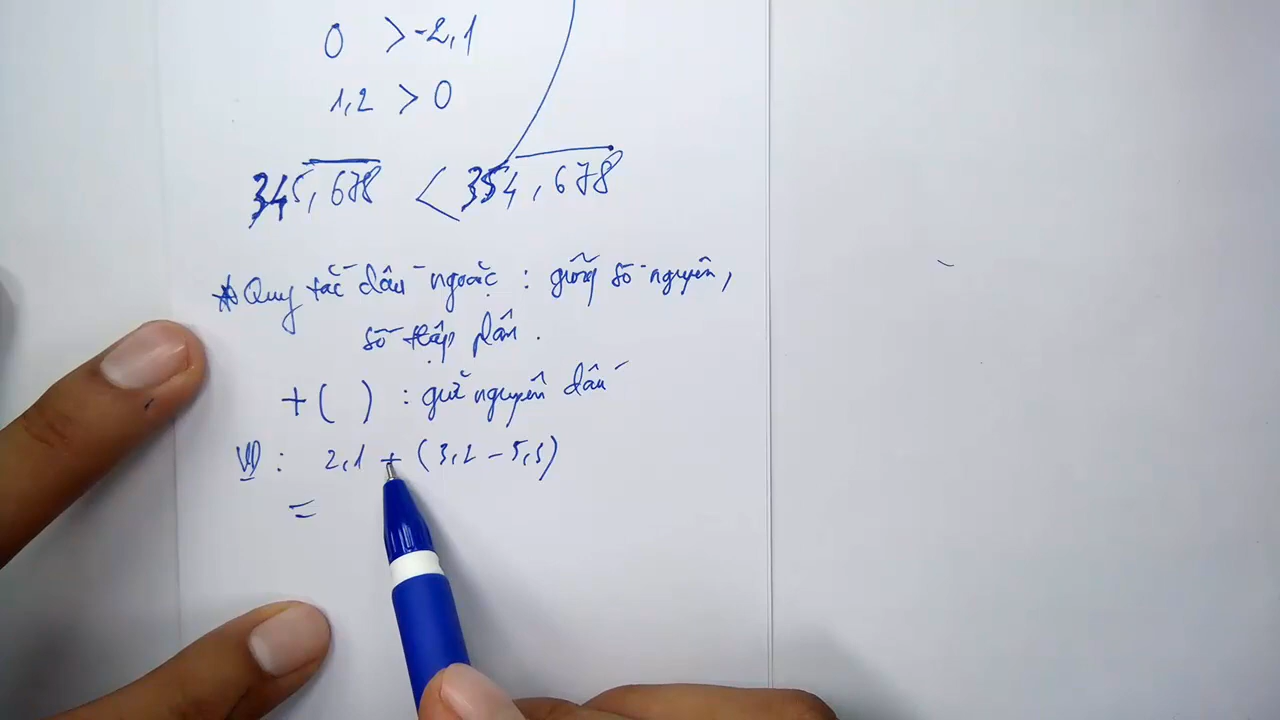 0 > -2,1
1,2 > 0
345,678 < 354,678
* Quy tắc dấu ngoặc : giống số nguyên,
số thập phân.
+ ( ) : giữ nguyên dấu
VD : 2,1 + (3,2 - 5,3)
=